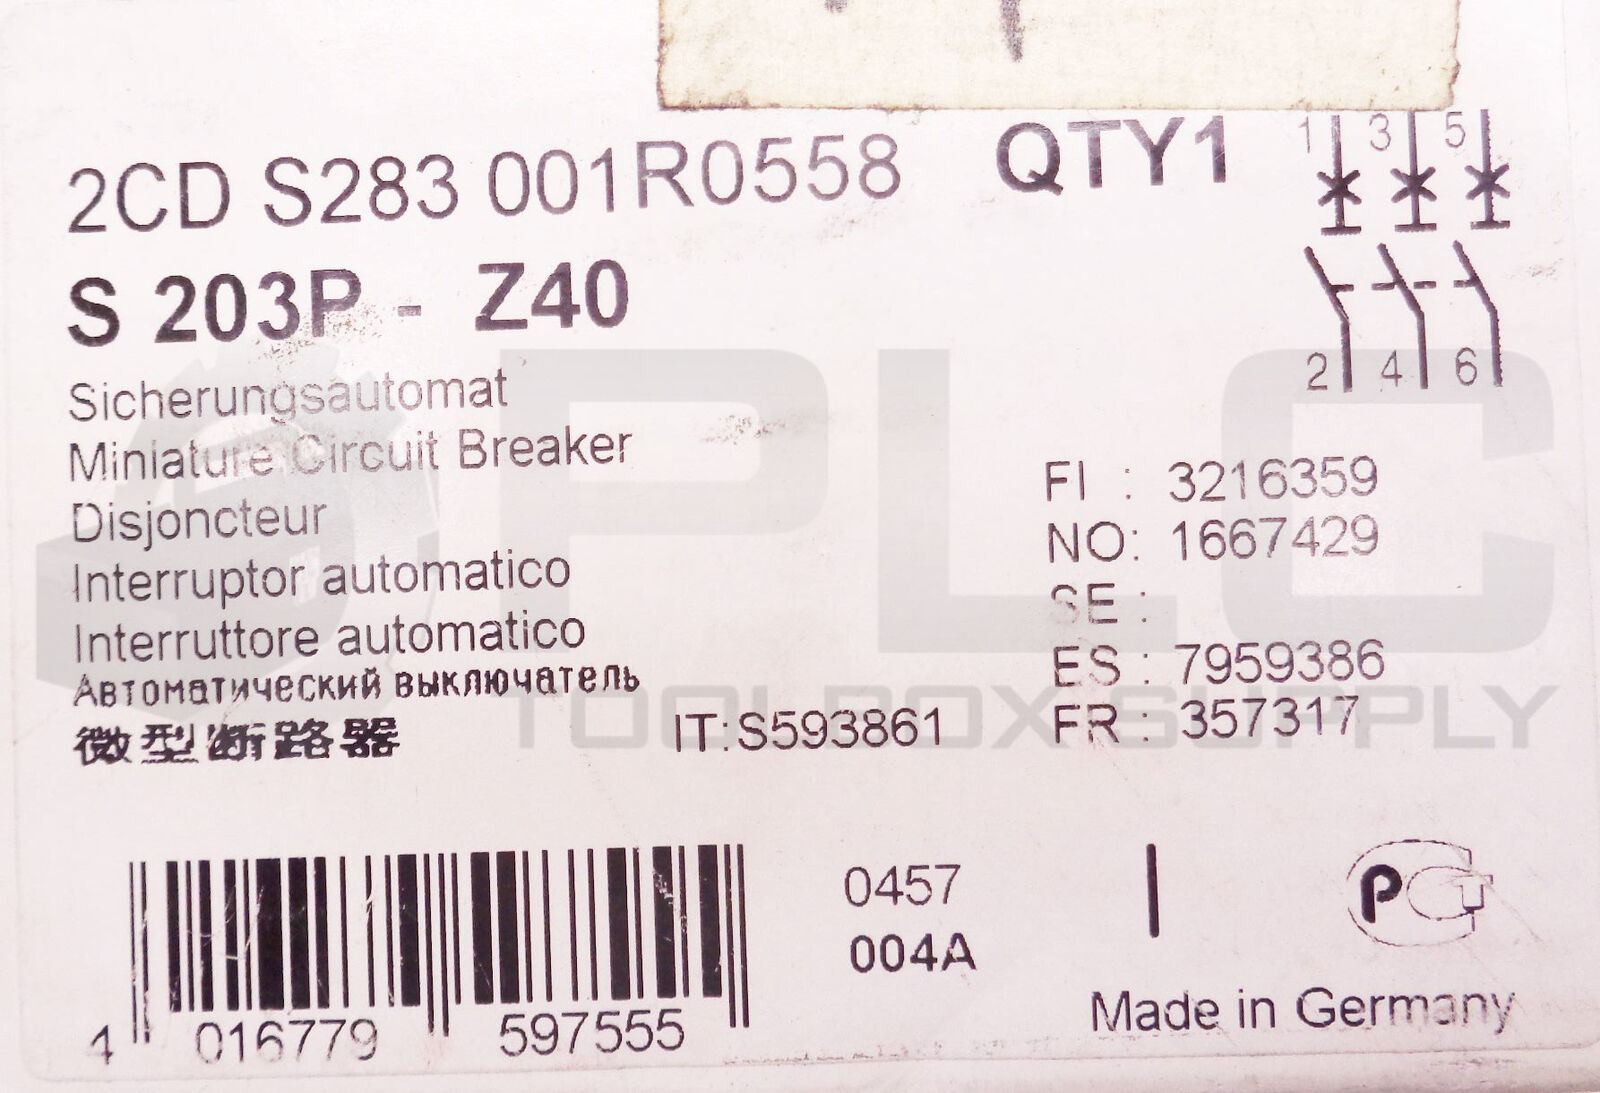 2CD S283 001R0558 QTY1
1 3 5
S 203P - Z40
2 4 6
Sicherungsautomat
Miniature Circuit Breaker
Disjoncteur
Interruptor automatico
Interruttore automatico
Автоматический выключатель
微型断路器
FI : 3216359
NO: 1667429
SE :
ES : 7959386
IT:S593861 FR : 357317
PLC
TOOLBOX SUPPLY
0457
004A
PCT
Made in Germany
4 016779 597555